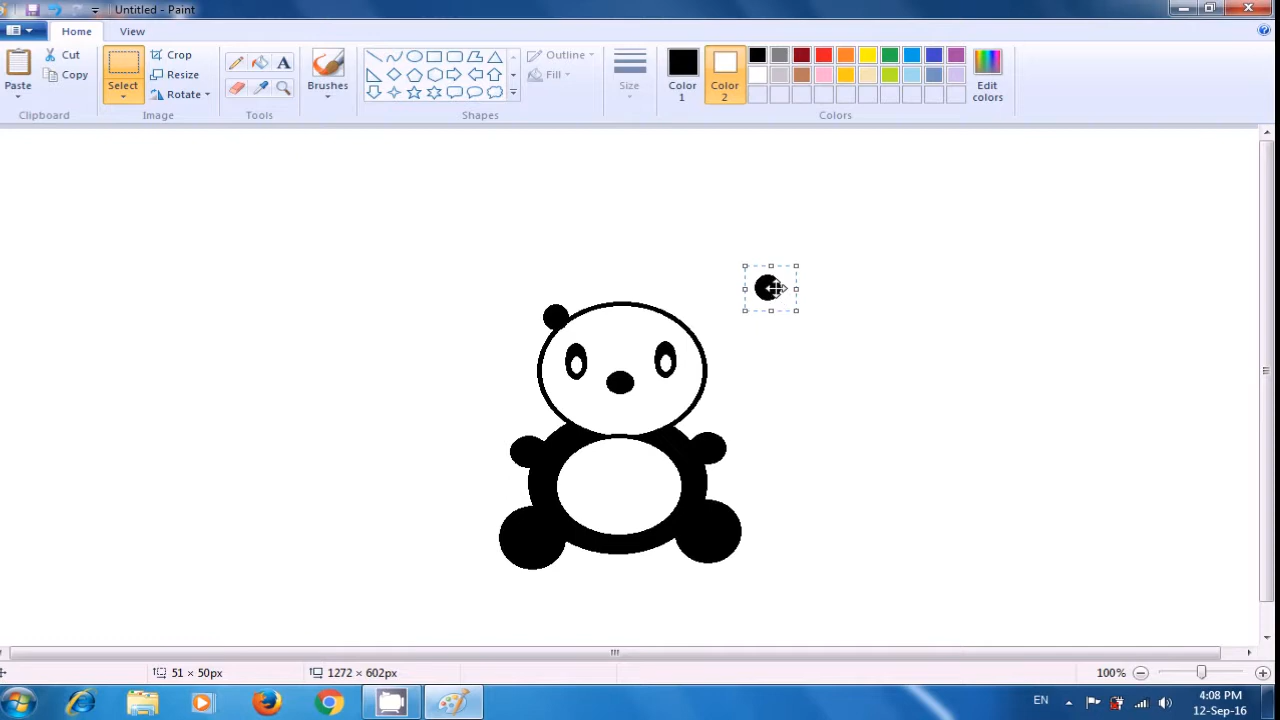 Untitled - Paint
Home View
Paste
Cut
Copy
Clipboard
Select
Crop
Resize
Rotate
Image
Tools
Brushes
Shapes
Outline
Fill
Size
Color 1
Color 2
Edit colors
Colors
51 × 50px
1272 × 602px
100%
EN
4:08 PM
12-Sep-16